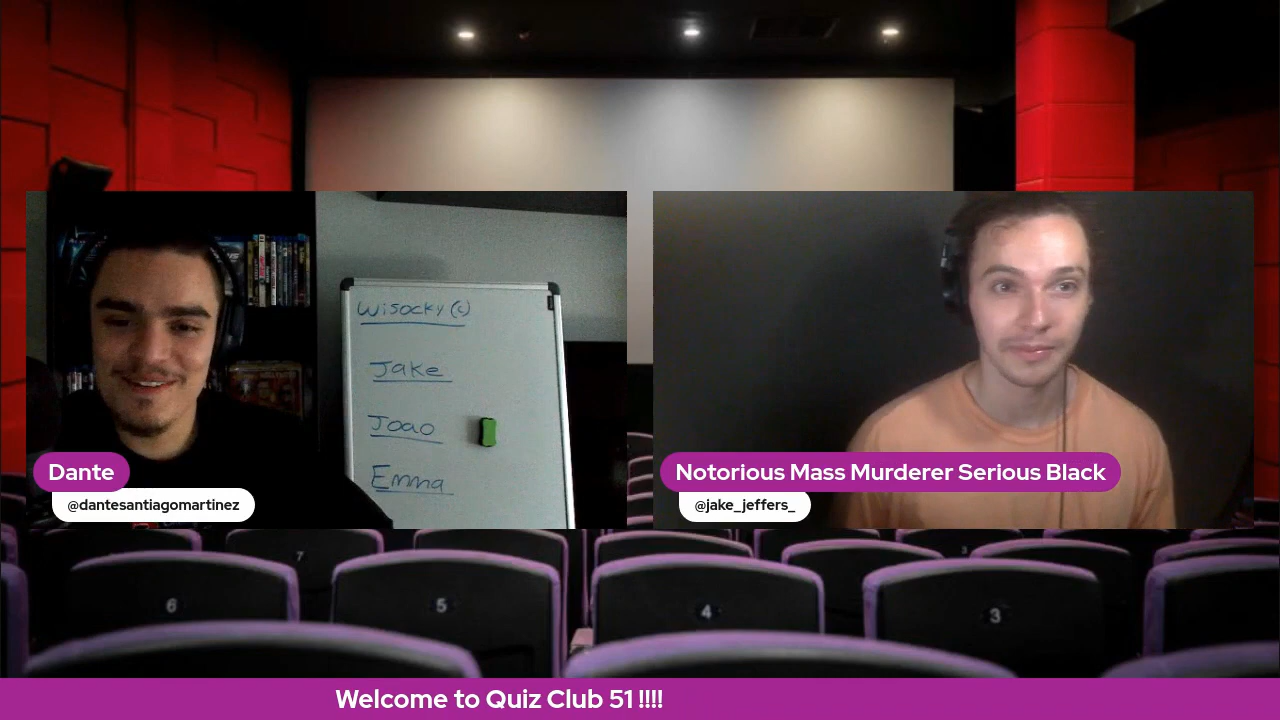 Wisocky (c)
Jake
Joao
Emma
Dante
@dantesantiagomartinez
Notorious Mass Murderer Serious Black
@jake_jeffers_
7
3
6
5
4
3
Welcome to Quiz Club 51 !!!!